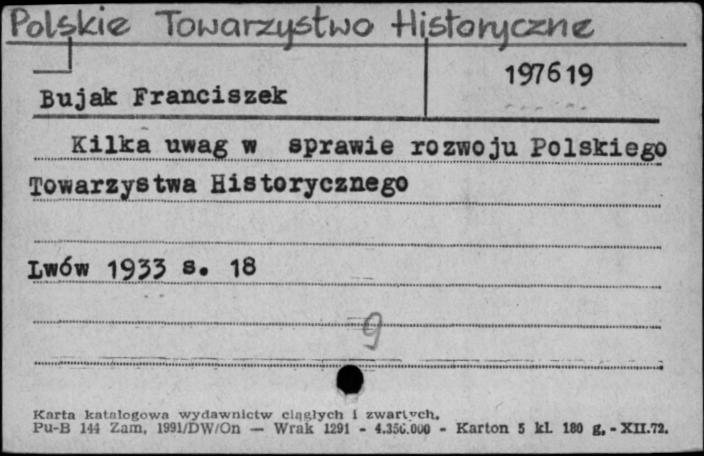 Polskie Towarzystwo Historyczne
197619
Bujak Franciszek
Kilka uwag w sprawie rozwoju Polskiego
Towarzystwa Historycznego
Lwów 1933 s. 18
9
Karta katalogowa wydawnictw ciągłych i zwartych.
Pu-B 144 Zam. 1991/DW/On — Wrak 1291 - 4.350.000 - Karton 5 kl. 180 g. - XII.72.